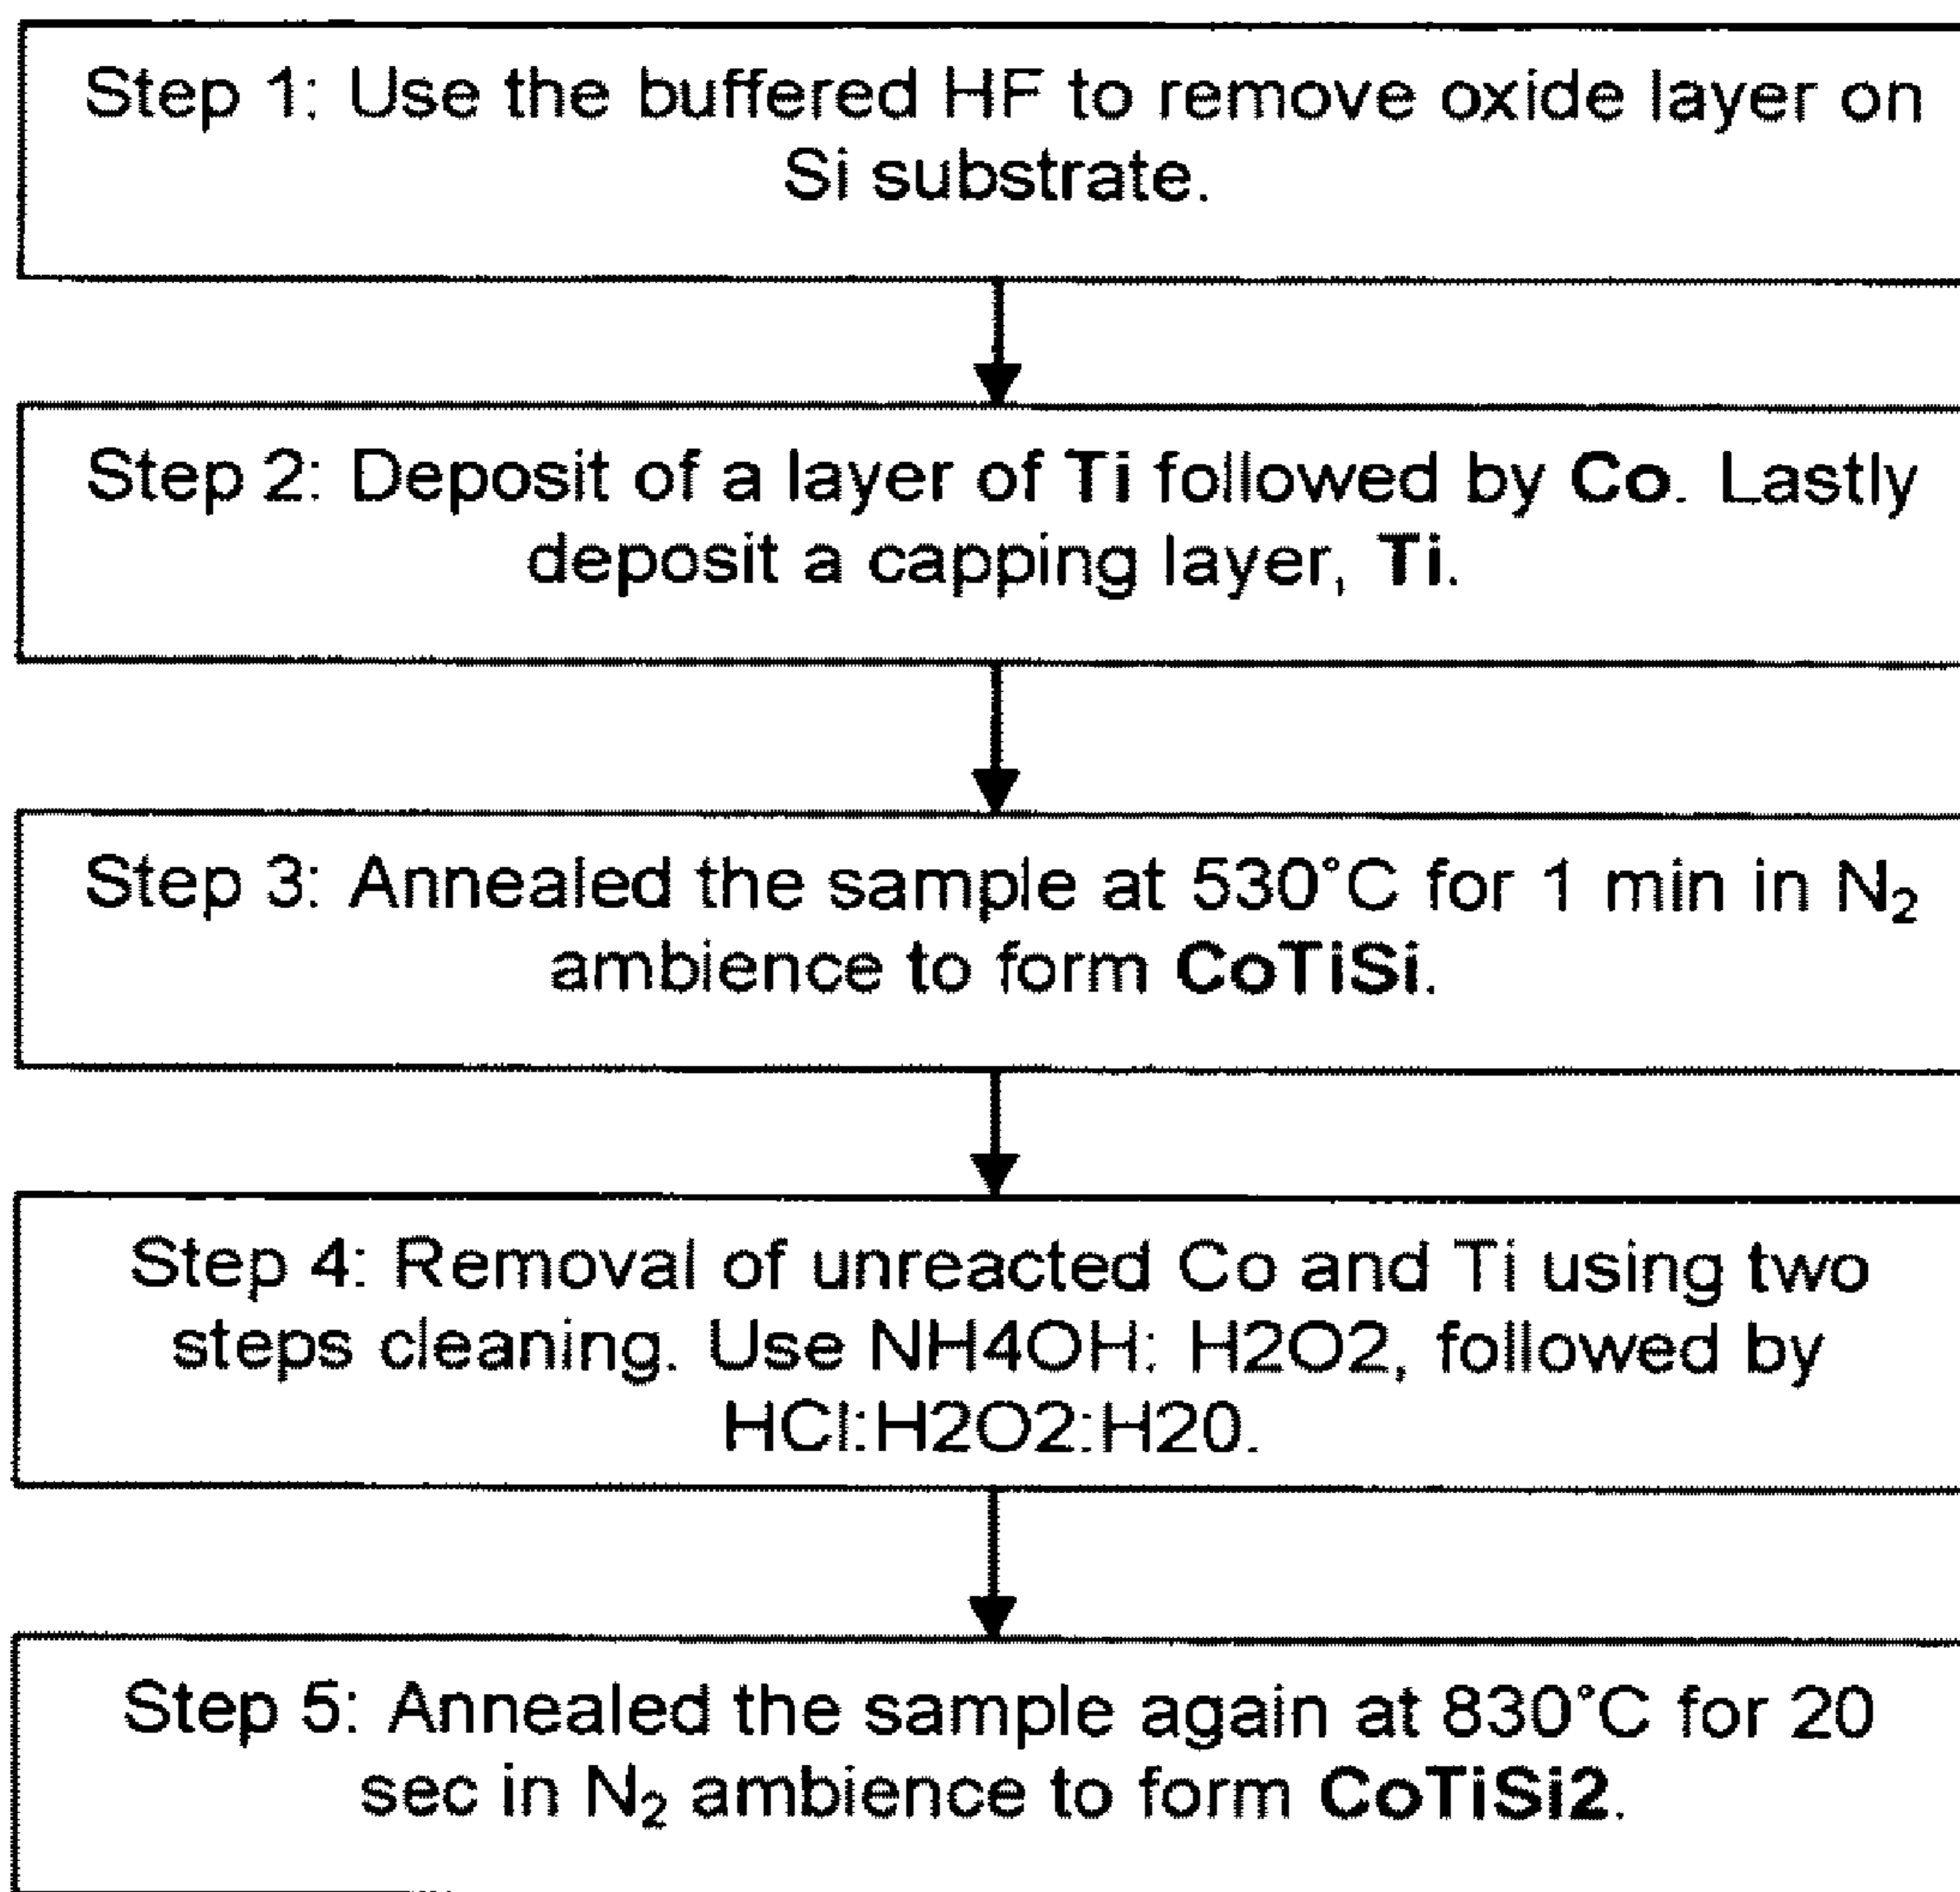 Step 1: Use the buffered HF to remove oxide layer on
Si substrate.
Step 2: Deposit of a layer of Ti followed by Co. Lastly
deposit a capping layer, Ti.
Step 3: Annealed the sample at 530°C for 1 min in N₂
ambience to form CoTiSi.
Step 4: Removal of unreacted Co and Ti using two
steps cleaning. Use NH4OH: H2O2, followed by
HCl:H2O2:H20.
Step 5: Annealed the sample again at 830°C for 20
sec in N₂ ambience to form CoTiSi2.